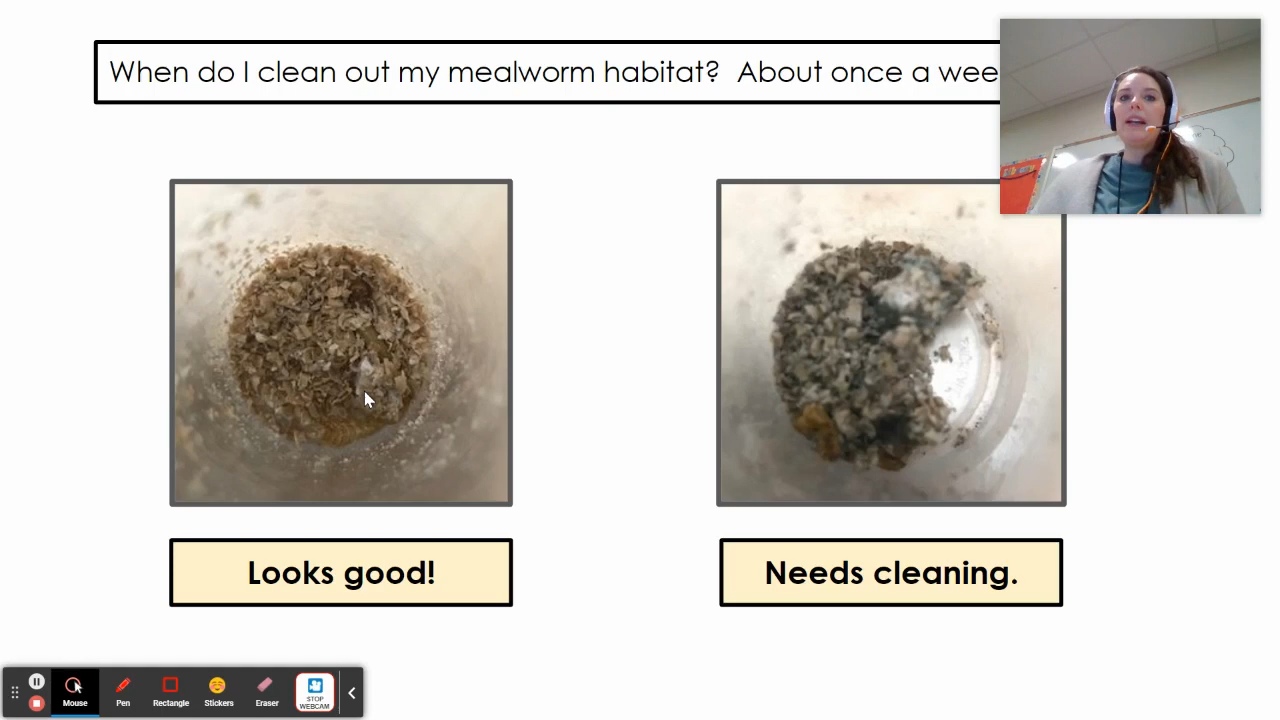 When do I clean out my mealworm habitat?  About once a wee
Looks good!
Needs cleaning.
Mouse
Pen
Rectangle
Stickers
Eraser
STOP
WEBCAM